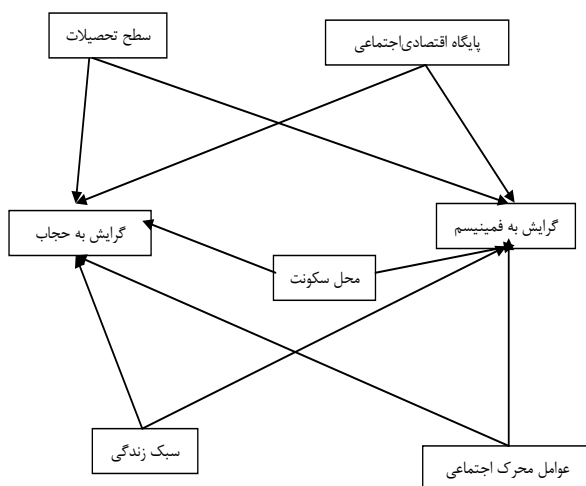 پایگاه اقتصادی‌اجتماعی
سطح تحصیلات
گرایش به فمینیسم
گرایش به حجاب
محل سکونت
سبک زندگی
عوامل محرک اجتماعی